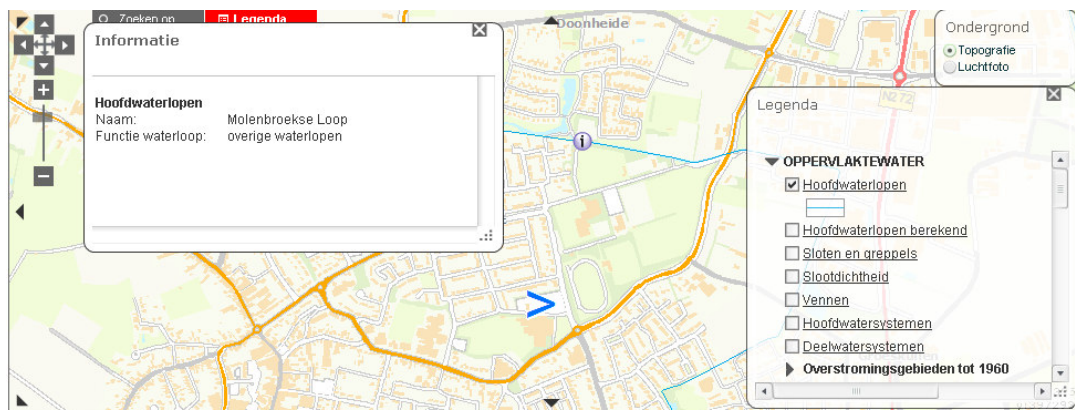 Zoeken op
Legenda
Doonheide
Informatie
Hoofdwaterlopen
Naam: Molenbroekse Loop
Functie waterloop: overige waterlopen
i
>
Ondergrond
Topografie
Luchtfoto
N272
Legenda
OPPERVLAKTEWATER
Hoofdwaterlopen
Hoofdwaterlopen berekend
Sloten en greppels
Slootdichtheid
Vennen
Hoofdwatersystemen
Deelwatersystemen
Overstromingsgebieden tot 1960